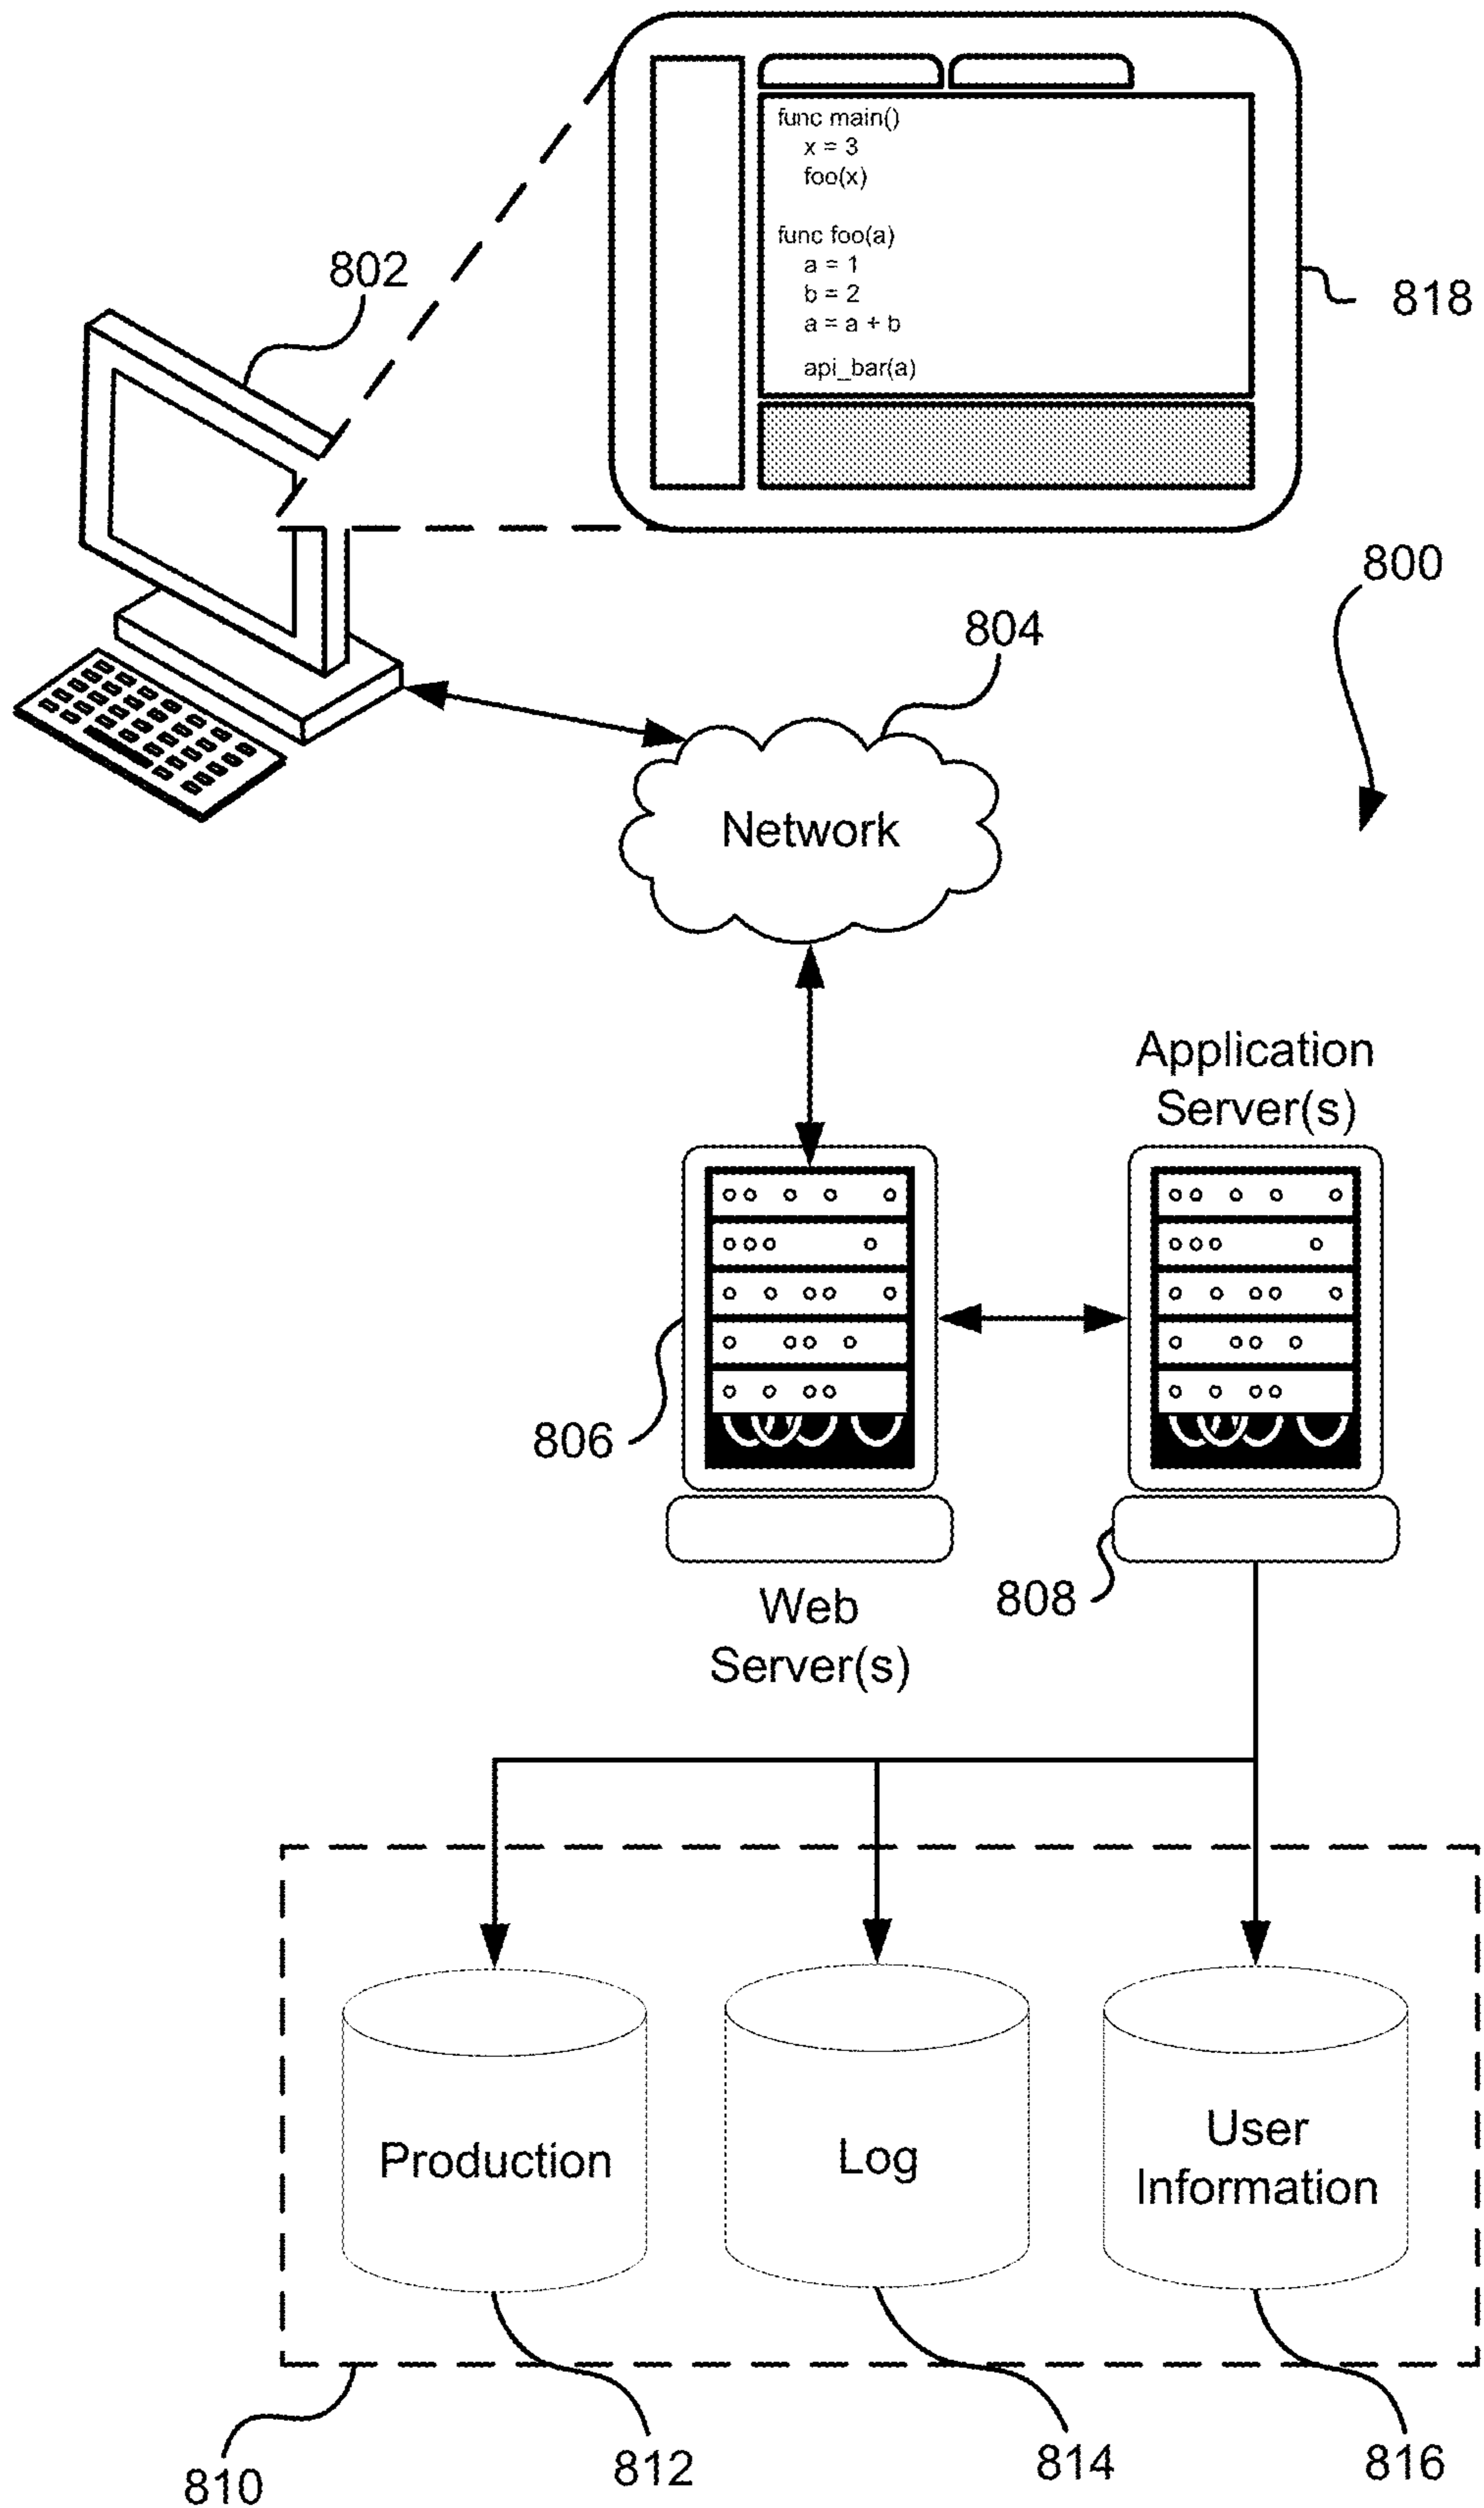 func main()
x = 3
foo(x)
func foo(a)
a = 1
b = 2
a = a + b
api_bar(a)
802
818
800
804
Network
Application
Server(s)
806
808
Web
Server(s)
Production
Log
User
Information
810
812
814
816